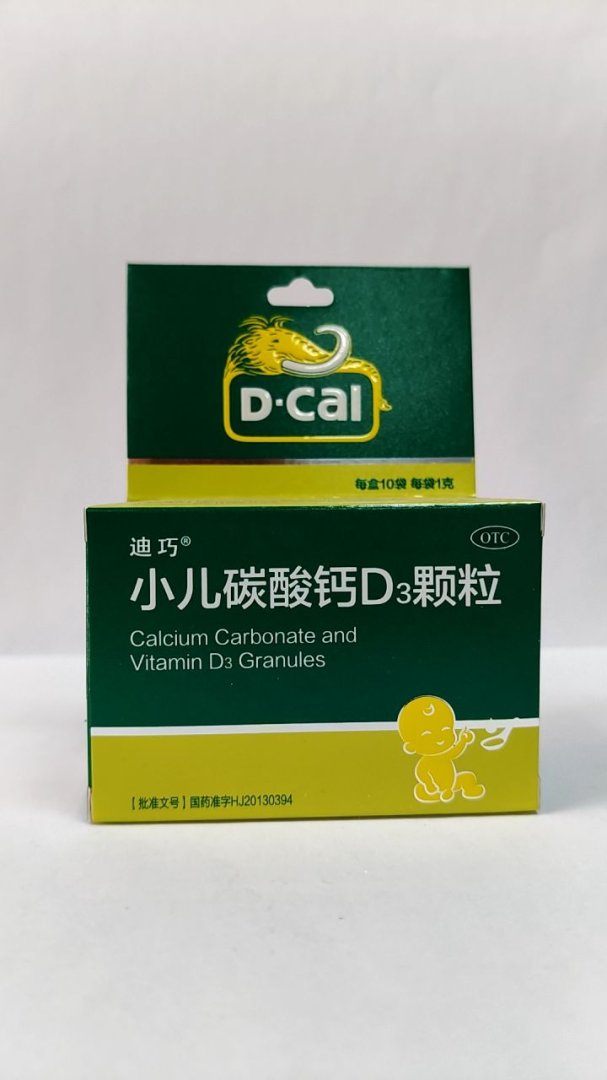 D·Cal
每盒10袋 每袋1克
迪巧®
OTC
小儿碳酸钙D3颗粒
Calcium Carbonate and
Vitamin D3 Granules
【批准文号】国药准字HJ20130394